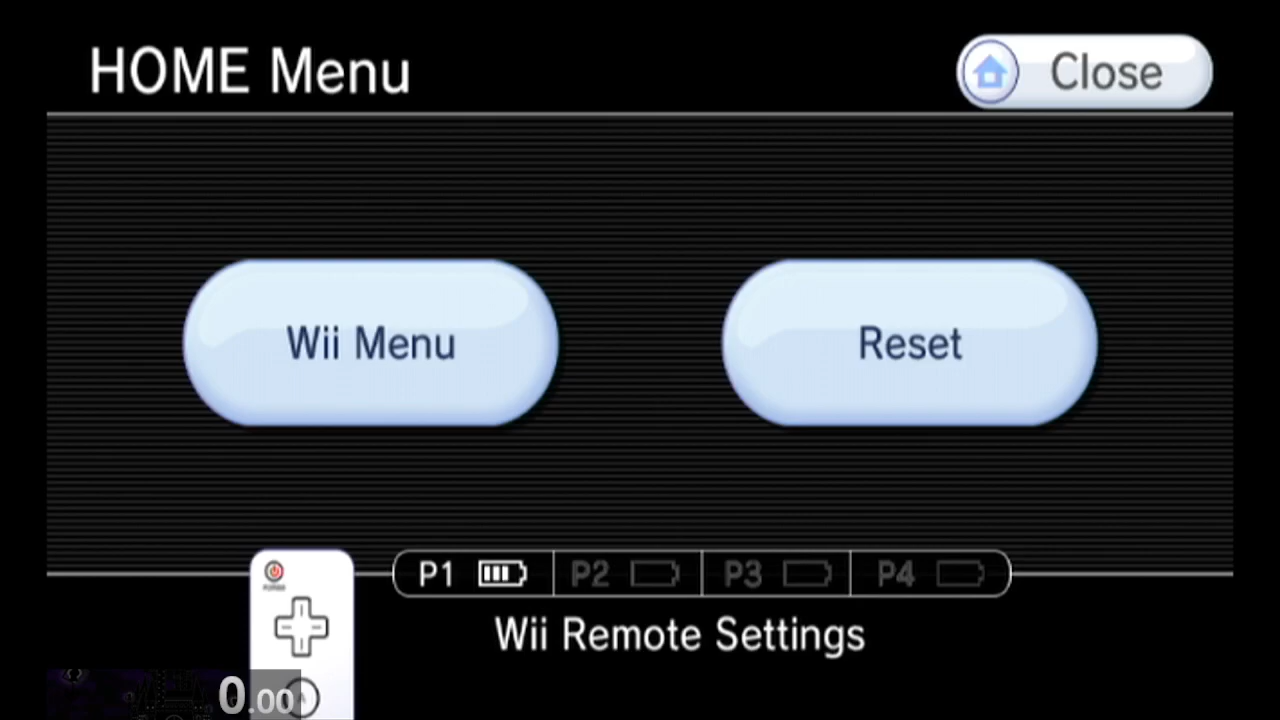 HOME Menu
Close
Wii Menu
Reset
P1 P2 P3 P4
Wii Remote Settings
0.00